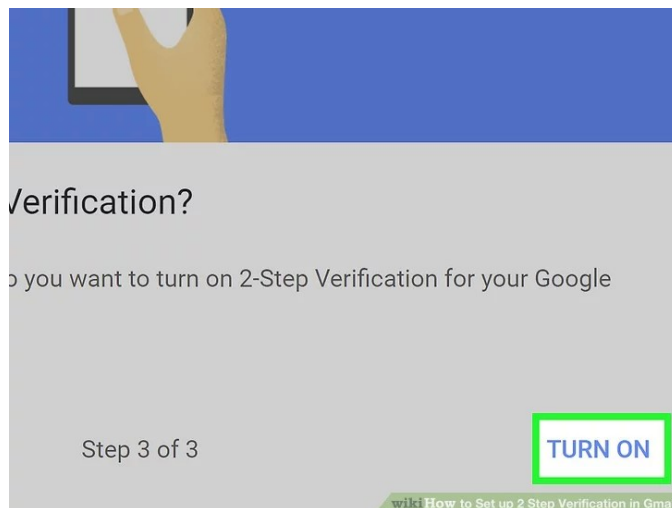 Verification?
o you want to turn on 2-Step Verification for your Google
Step 3 of 3
TURN ON
wikiHow to Set up 2 Step Verification in Gma